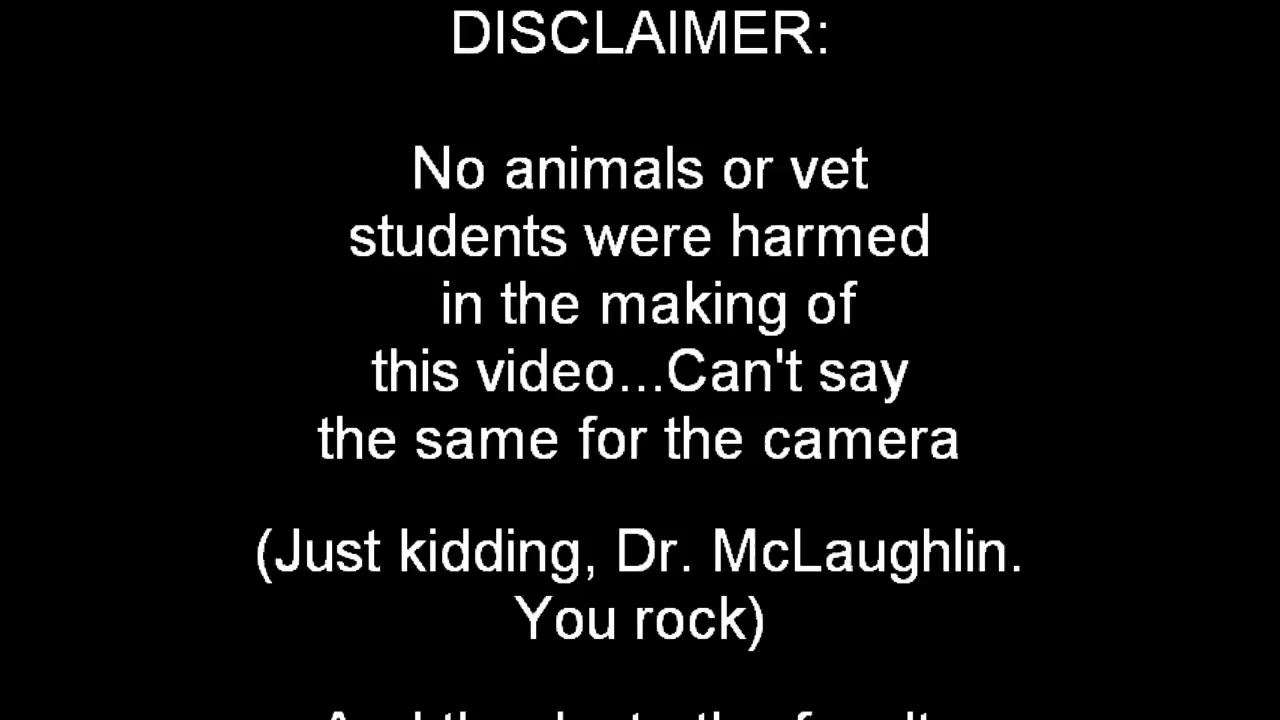 DISCLAIMER:
No animals or vet
students were harmed
in the making of
this video...Can't say
the same for the camera
(Just kidding, Dr. McLaughlin.
You rock)